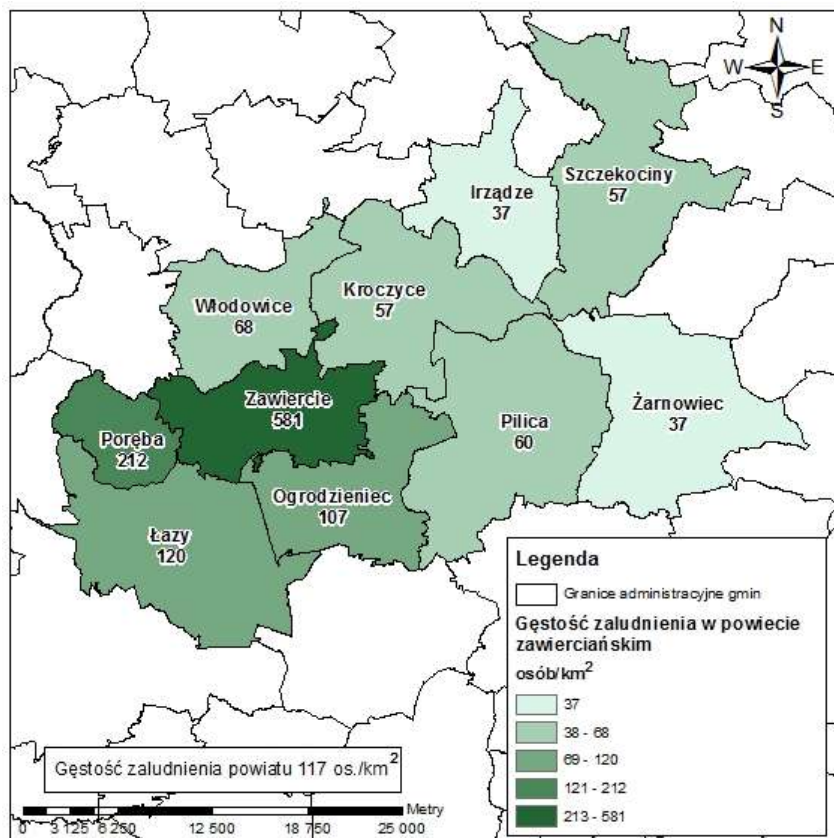 N
W E
S
Irządze
37
Szczekociny
57
Włodowice
68
Kroczyce
57
Zawiercie
581
Poręba
212
Pilica
60
Żarnowiec
37
Ogrodzieniec
107
Łazy
120
Legenda
Granice administracyjne gmin
Gęstość zaludnienia w powiecie
zawierciańskim
osób/km²
37
38 - 68
69 - 120
121 - 212
213 - 581
Gęstość zaludnienia powiatu 117 os./km²
Metry
0 3 125 6 250 12 500 18 750 25 000